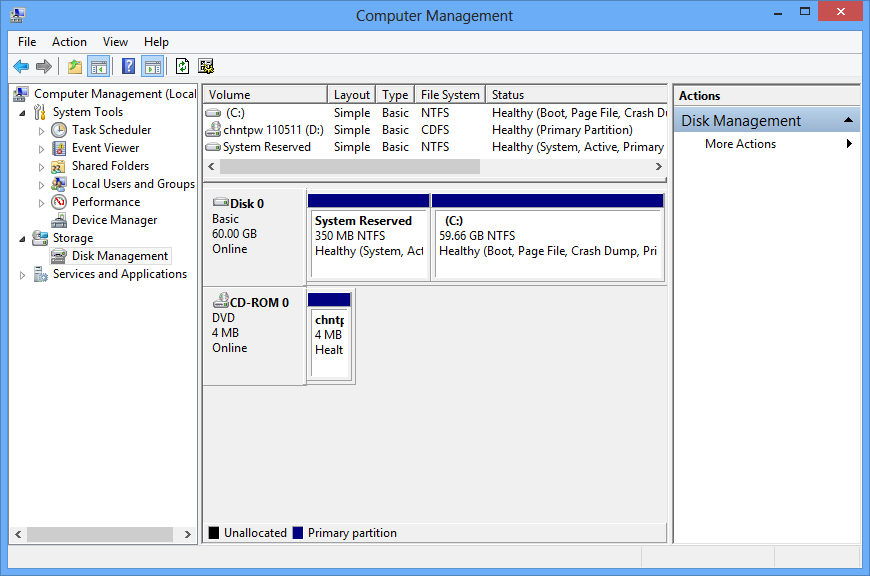 Computer Management
File Action View Help
Computer Management (Local
System Tools
Task Scheduler
Event Viewer
Shared Folders
Local Users and Groups
Performance
Device Manager
Storage
Disk Management
Services and Applications
Volume Layout Type File System Status
(C:) Simple Basic NTFS Healthy (Boot, Page File, Crash Du
chntpw 110511 (D:) Simple Basic CDFS Healthy (Primary Partition)
System Reserved Simple Basic NTFS Healthy (System, Active, Primary
Disk 0
Basic
60.00 GB
Online
System Reserved
350 MB NTFS
Healthy (System, Act
(C:)
59.66 GB NTFS
Healthy (Boot, Page File, Crash Dump, Pri
CD-ROM 0
DVD
4 MB
Online
chntp
4 MB
Healt
Unallocated Primary partition
Actions
Disk Management
More Actions